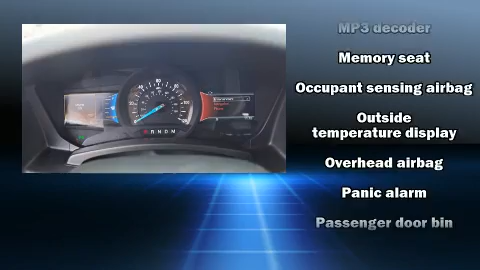 MP3 decoder
Memory seat
Occupant sensing airbag
Outside
temperature display
Overhead airbag
Panic alarm
Passenger door bin
R N D M